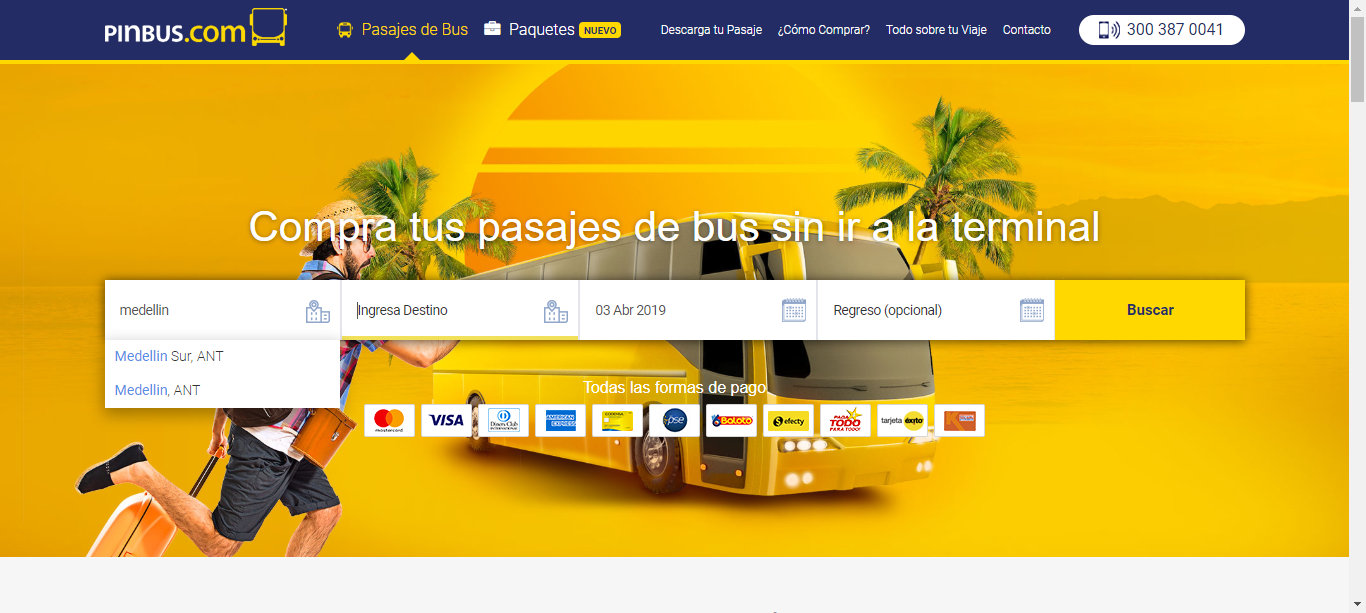 PINBUS.com
Pasajes de Bus
Paquetes NUEVO
Descarga tu Pasaje
¿Cómo Comprar?
Todo sobre tu Viaje
Contacto
300 387 0041
Compra tus pasajes de bus sin ir a la terminal
medellin
Ingresa Destino
03 Abr 2019
Regreso (opcional)
Buscar
Medellin Sur, ANT
Medellin, ANT
Todas las formas de pago.
mastercard
VISA
Diners Club
INTERNATIONAL
AMERICAN
EXPRESS
CODENSA
pse
Baloto
efecty
PAGA
TODO
PARA TODO!
tarjeta éxito